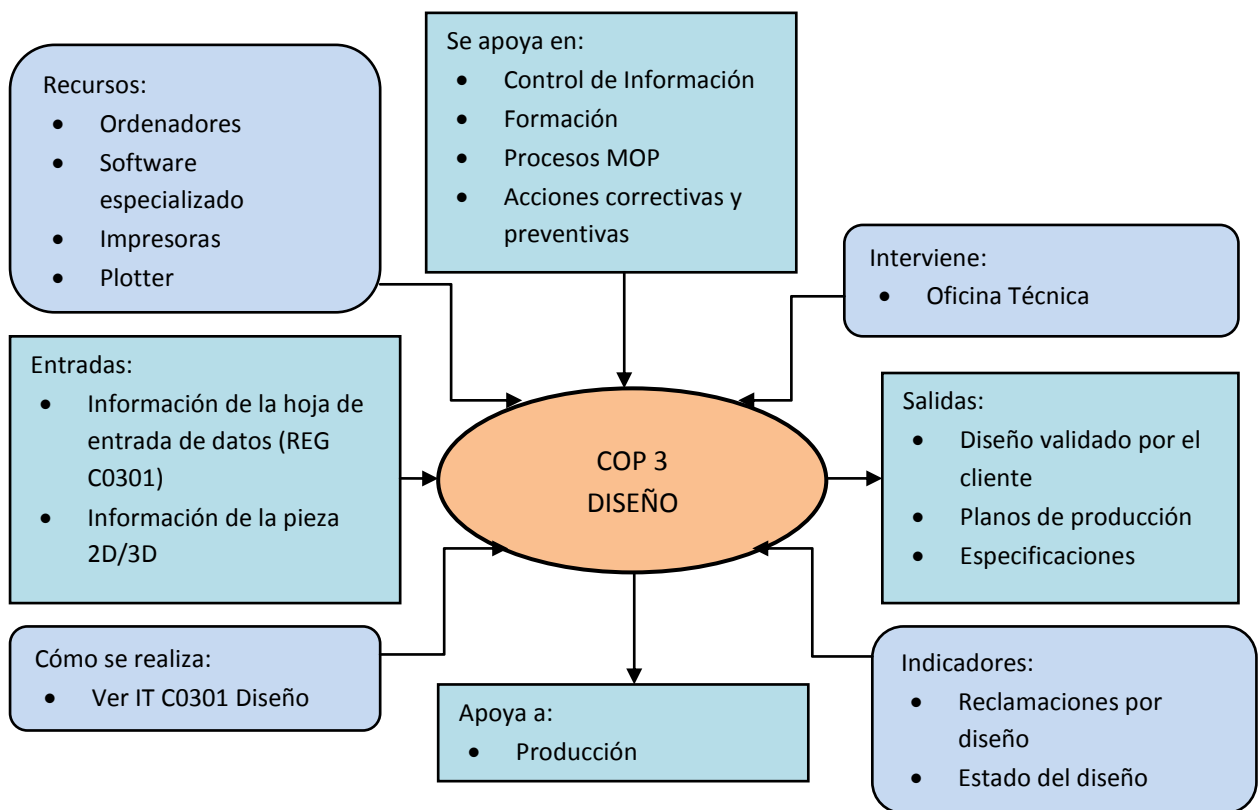 Recursos:
• Ordenadores
• Software
especializado
• Impresoras
• Plotter
Se apoya en:
• Control de Información
• Formación
• Procesos MOP
• Acciones correctivas y
preventivas
Interviene:
• Oficina Técnica
Entradas:
• Información de la hoja de
entrada de datos (REG
C0301)
• Información de la pieza
2D/3D
COP 3
DISEÑO
Salidas:
• Diseño validado por el
cliente
• Planos de producción
• Especificaciones
Cómo se realiza:
• Ver IT C0301 Diseño
Apoya a:
• Producción
Indicadores:
• Reclamaciones por
diseño
• Estado del diseño